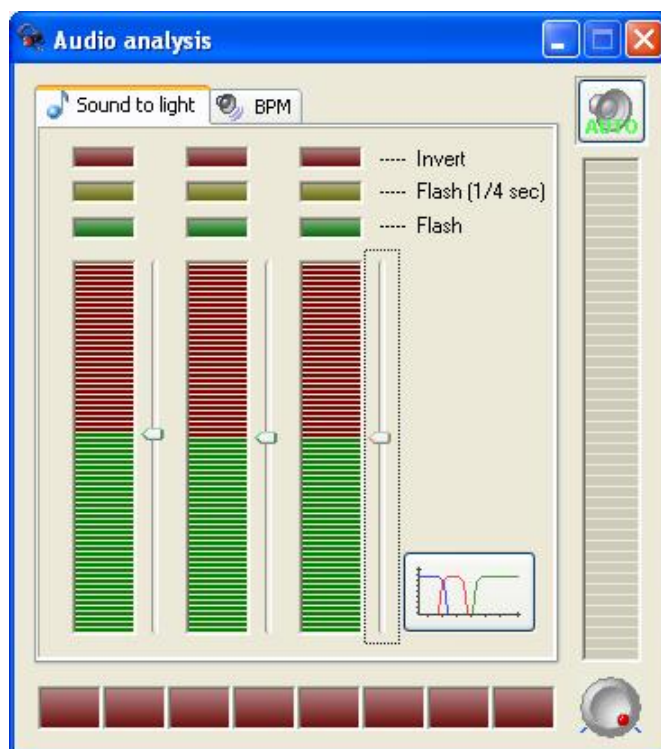 Audio analysis
Sound to light
BPM
AUTO
----- Invert
----- Flash (1/4 sec)
----- Flash